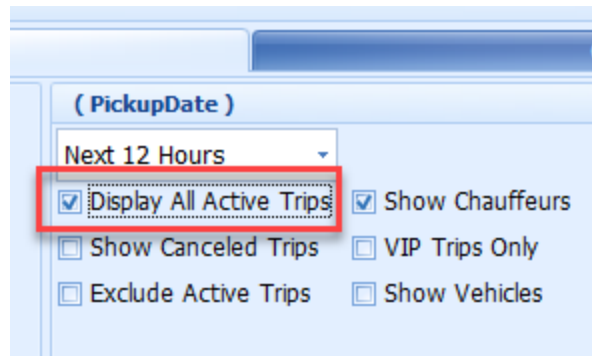 ( PickupDate )
Next 12 Hours
Display All Active Trips Show Chauffeurs
Show Canceled Trips VIP Trips Only
Exclude Active Trips Show Vehicles